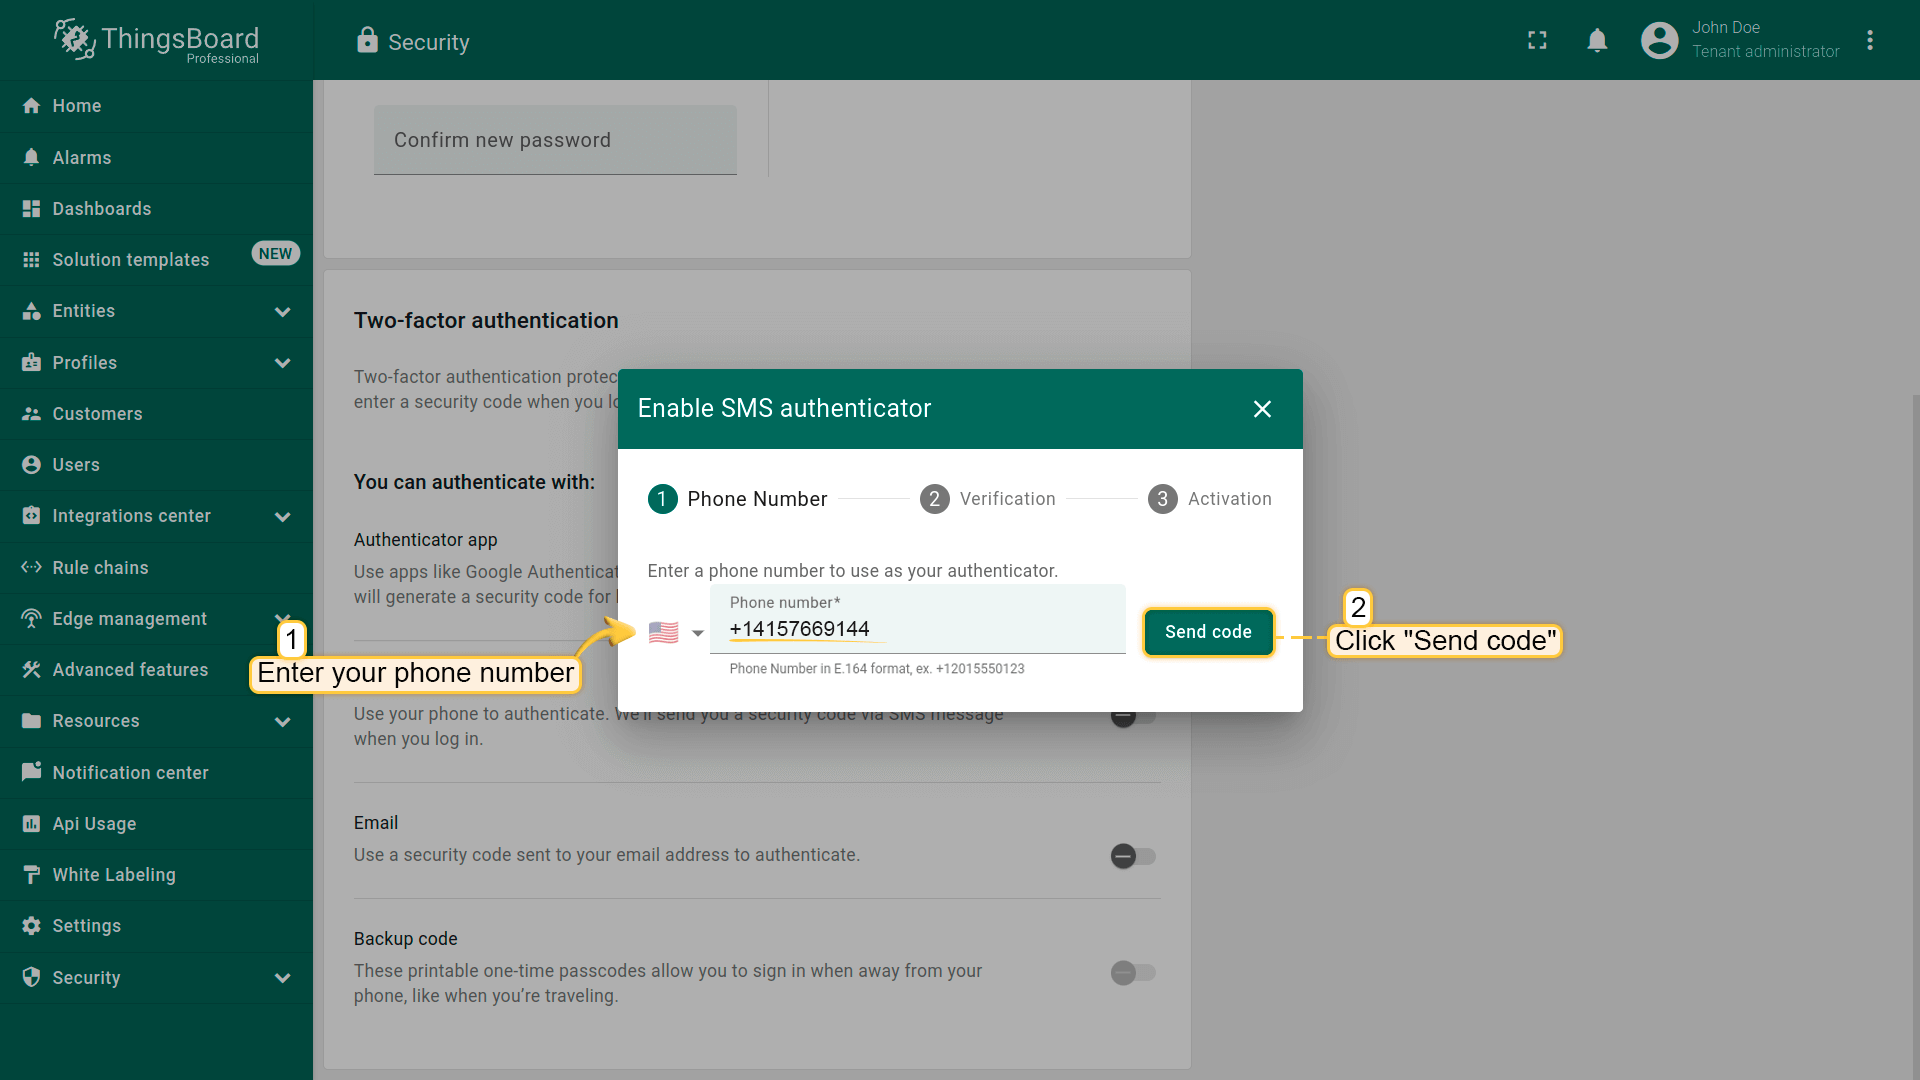 ThingsBoard
Professional
Security
John Doe
Tenant administrator
Home
Alarms
Dashboards
Solution templates
NEW
Entities
Profiles
Customers
Users
Integrations center
Rule chains
Edge management
Advanced features
Resources
Notification center
Api Usage
White Labeling
Settings
Security
Confirm new password
Two-factor authentication
Two-factor authentication protec
enter a security code when you lo
You can authenticate with:
Authenticator app
Use apps like Google Authenticat
will generate a security code for l
Use your phone to authenticate. We'll send you a security code via SMS message
when you log in.
Email
Use a security code sent to your email address to authenticate.
Backup code
These printable one-time passcodes allow you to sign in when away from your
phone, like when you're traveling.
Enable SMS authenticator
1 Phone Number
2 Verification
3 Activation
Enter a phone number to use as your authenticator.
Phone number*
+14157669144
Phone Number in E.164 format, ex. +12015550123
Send code
1
Enter your phone number
2
Click "Send code"